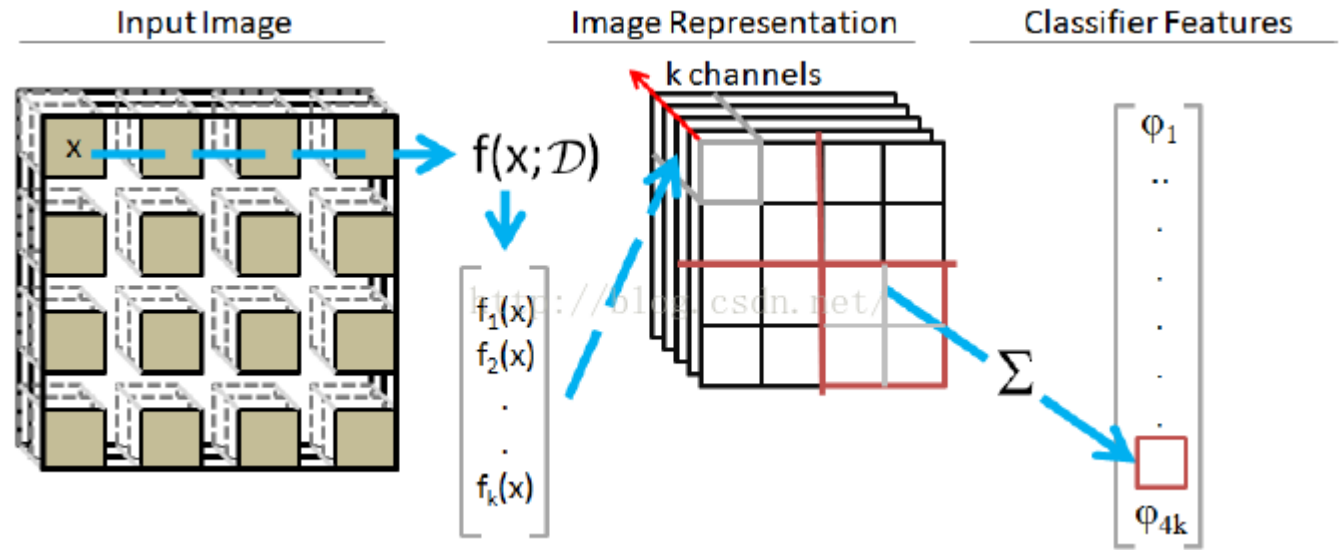 Input Image
Image Representation
Classifier Features
k channels
x
f(x;𝒟)
f₁(x)
f₂(x)
.
.
fₖ(x)
http://blog.csdn.net/
Σ
φ₁
..
.
.
.
.
.
φ₄ₖ